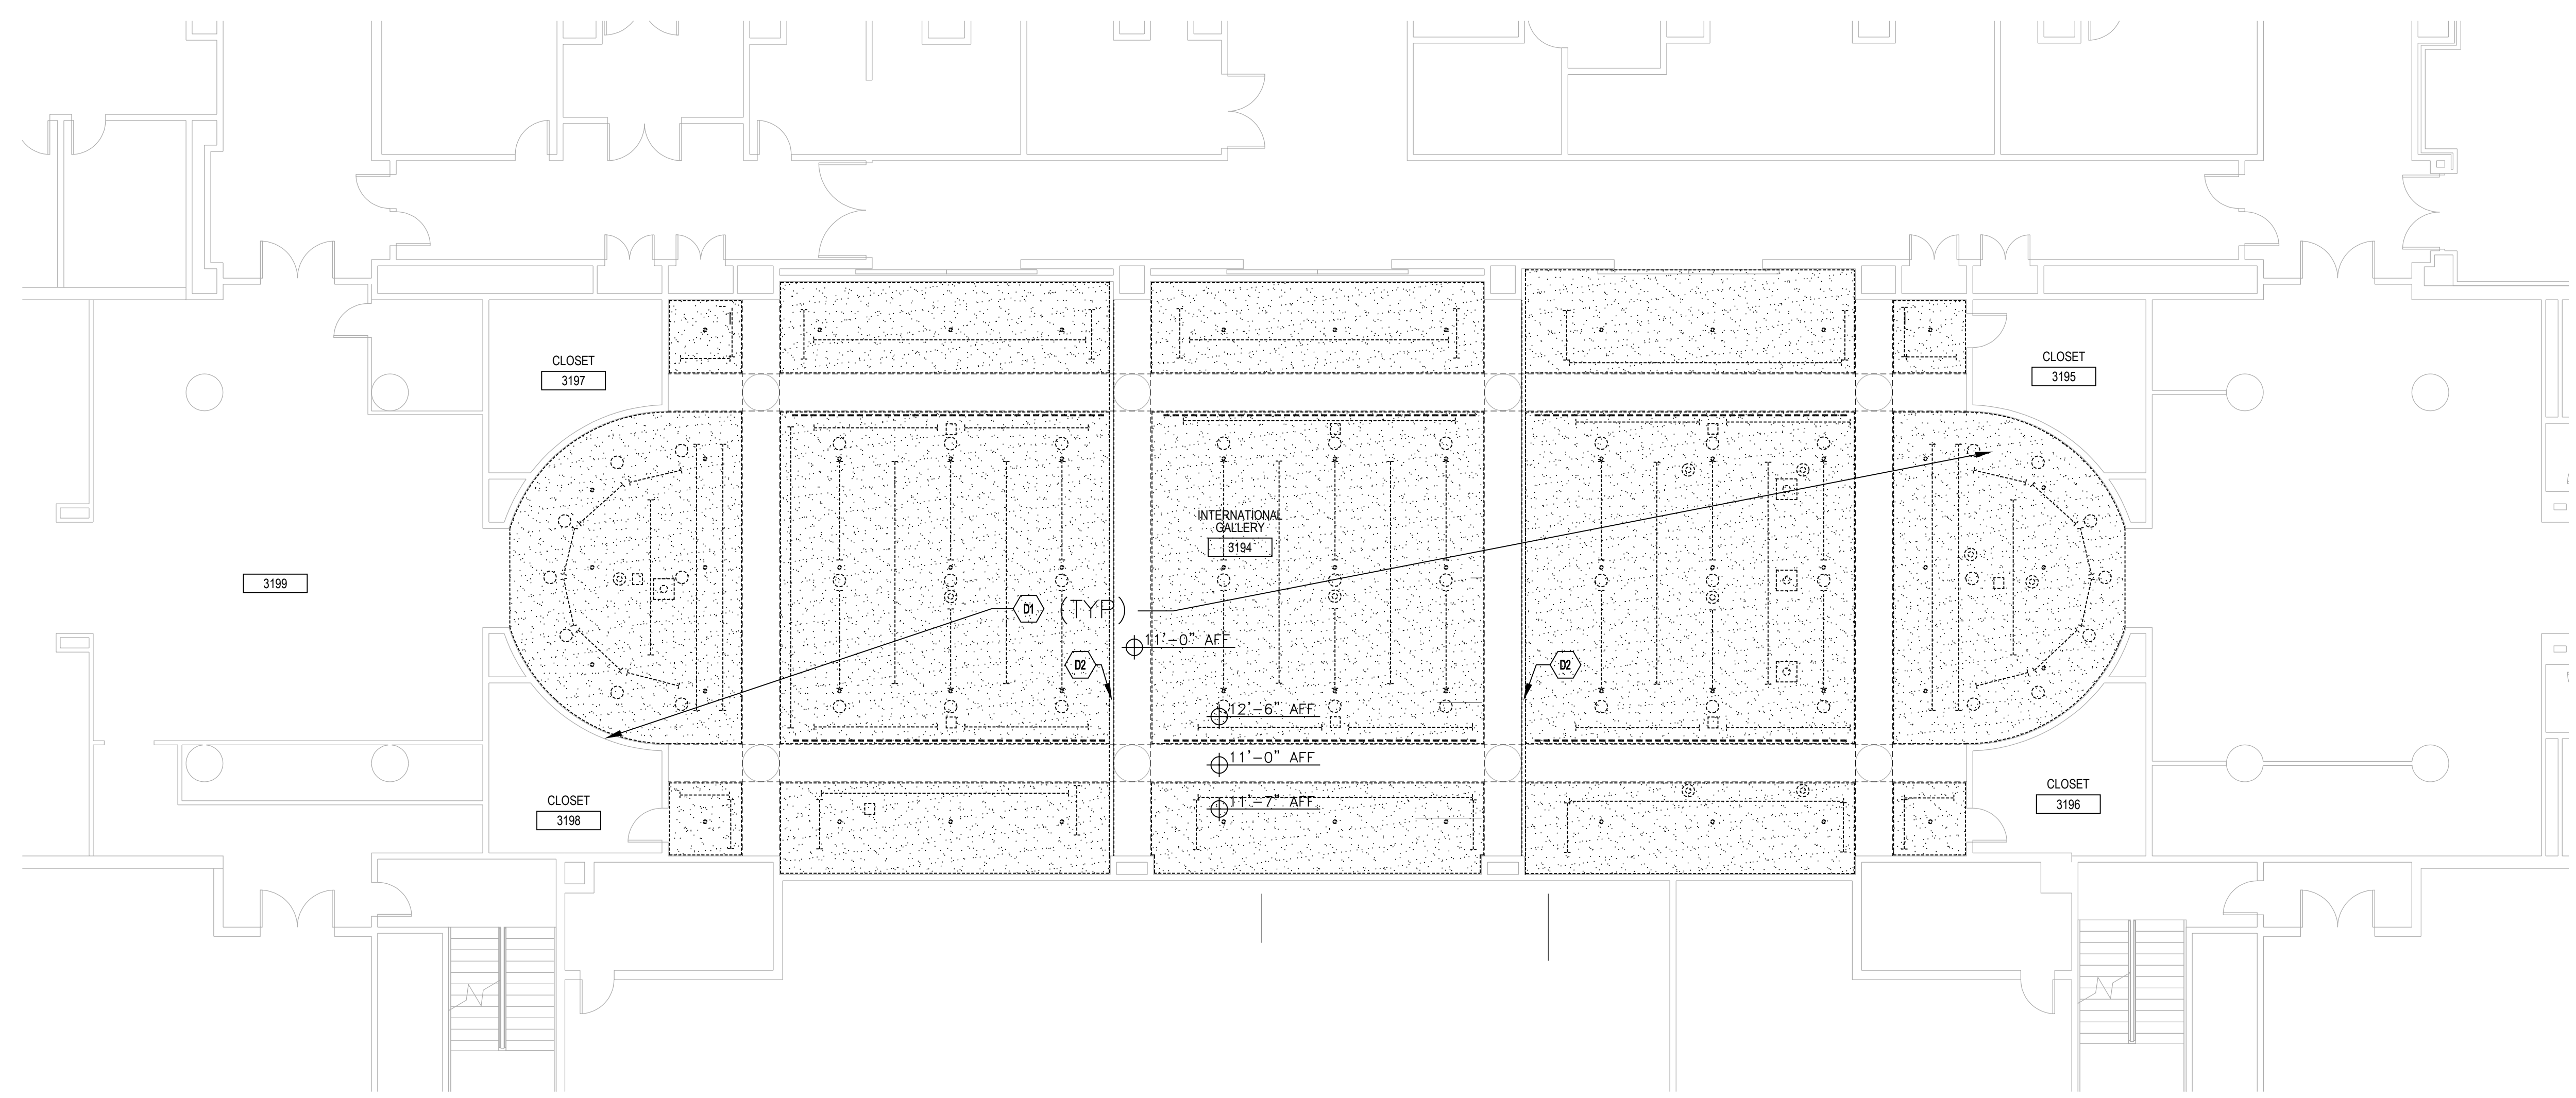 CLOSET
3197
CLOSET
3195
INTERNATIONAL
GALLERY
3194
3199
D1 (TYP)
11'-0" AFF
D2
D2
12'-6" AFF
11'-0" AFF
11'-7" AFF
CLOSET
3198
CLOSET
3196